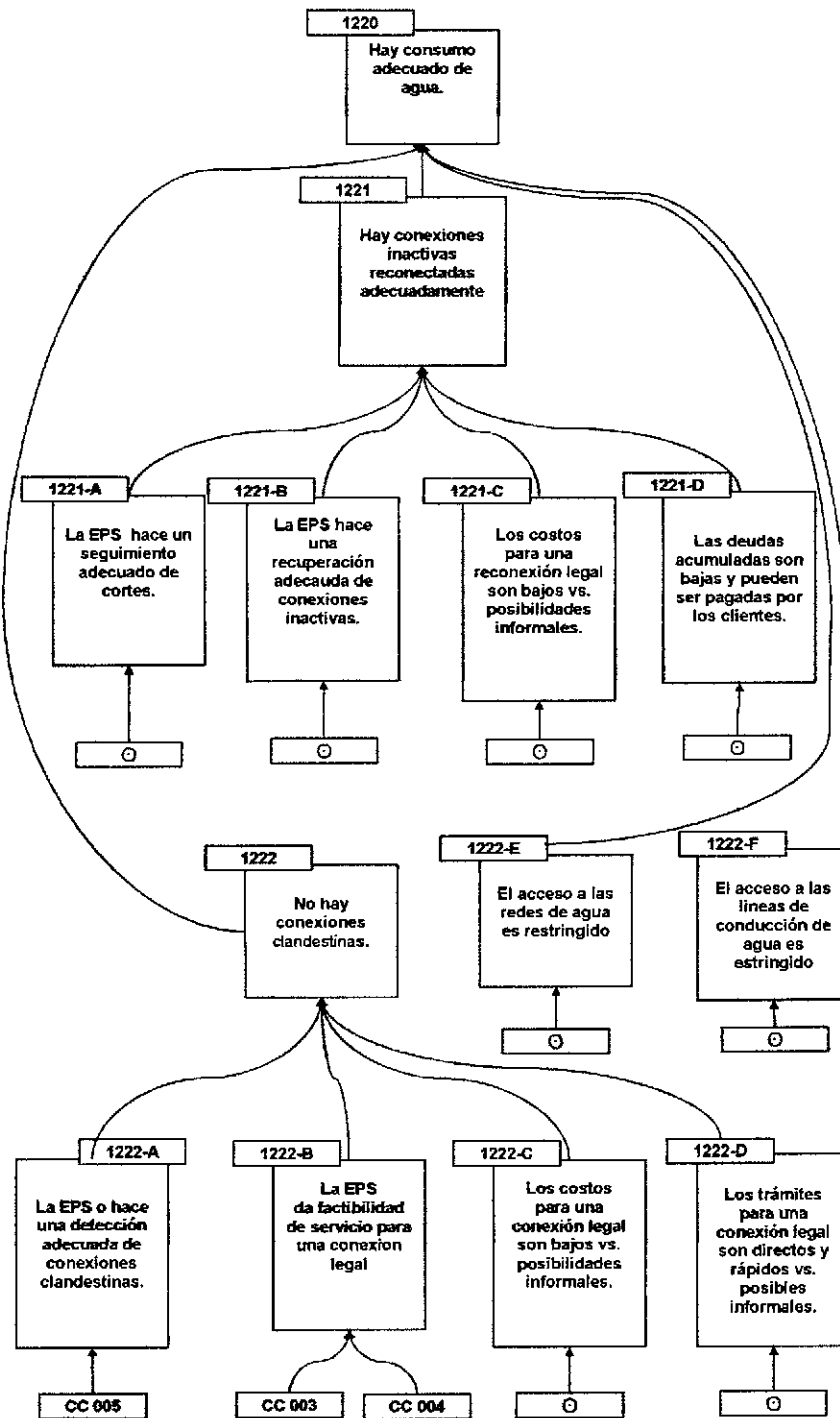 1220
Hay consumo
adecuado de
agua.
1221
Hay conexiones
inactivas
reconectadas
adecuadamente
1221-A
La EPS hace un
seguimiento
adecuado de
cortes.
1221-B
La EPS hace
una
recuperación
adecauda de
conexiones
inactivas.
1221-C
Los costos
para una
reconexión legal
son bajos vs.
posibilidades
informales.
1221-D
Las deudas
acumuladas son
bajas y pueden
ser pagadas por
los clientes.
1222
No hay
conexiones
clandestinas.
1222-E
El acceso a las
redes de agua
es restringido
1222-F
El acceso a las
lineas de
conducción de
agua es
estringido
1222-A
La EPS o hace
una detección
adecuada de
conexiones
clandestinas.
1222-B
La EPS
da factibilidad
de servicio para
una conexion
legal
1222-C
Los costos
para una
conexión legal
son bajos vs.
posibilidades
informales.
1222-D
Los trámites
para una
conexión legal
son directos y
rápidos vs.
posibles
informales.
CC 005
CC 003
CC 004